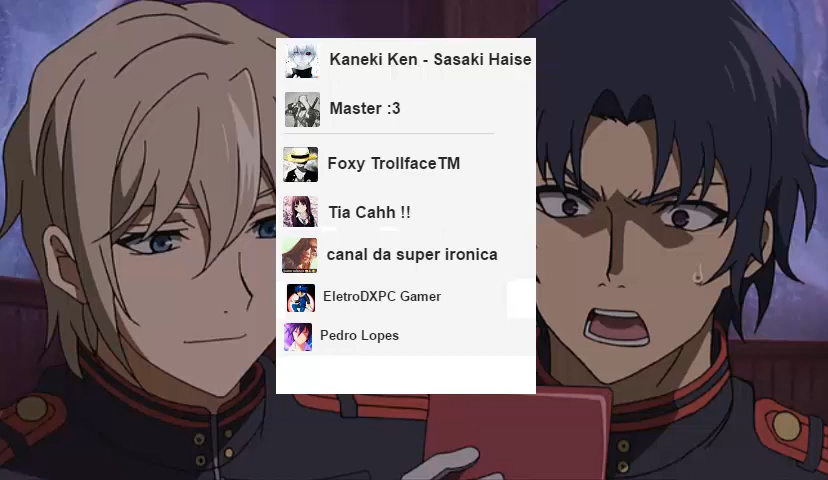 Kaneki Ken - Sasaki Haise
Master :3
Foxy TrollfaceTM
Tia Cahh !!
canal da super ironica
EletroDXPC Gamer
Pedro Lopes